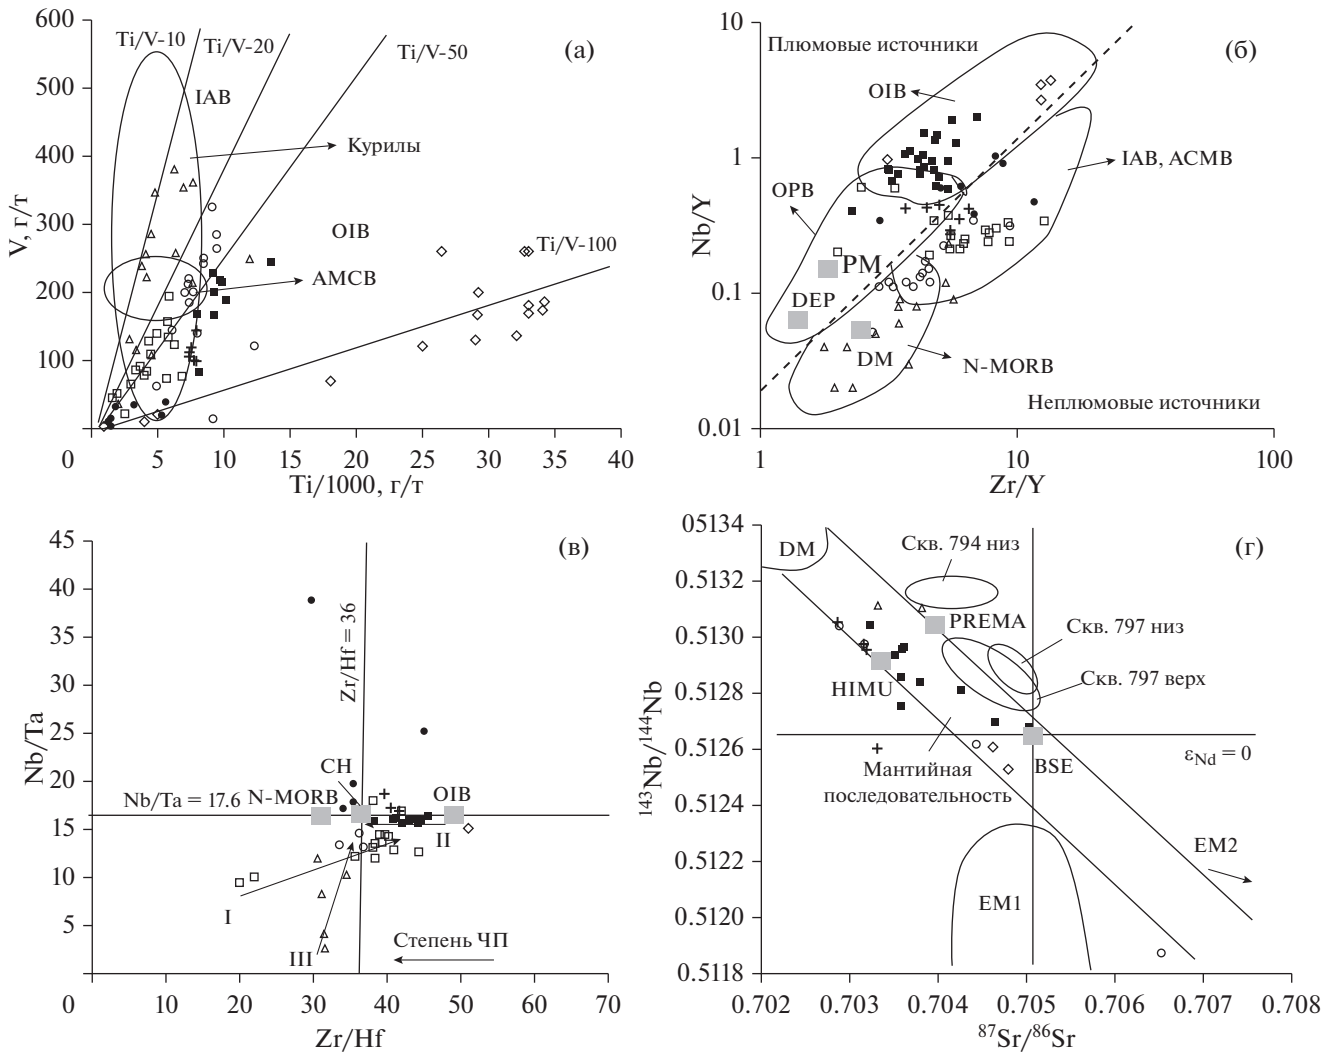 600
500
400
300
200
100
0
5
10
15
20
25
30
35
40
V, г/т
Ti/1000, г/т
Ti/V-10
Ti/V-20
Ti/V-50
(а)
IAB
Курилы
OIB
Ti/V-100
АМСВ
10
1
0.1
0.01
1
10
100
Nb/Y
Zr/Y
Плюмовые источники
(б)
OIB
IAB, ACMB
OPB
PM
DEP
DM
N-MORB
Неплюмовые источники
45
40
35
30
25
20
15
10
5
0
10
20
30
40
50
60
70
Nb/Ta
Zr/Hf
(в)
Zr/Hf = 36
CH
Nb/Ta = 17.6
N-MORB
OIB
II
I
III
Степень ЧП
05134
0.5132
0.5130
0.5128
0.5126
0.5124
0.5122
0.5120
0.5118
0.702
0.703
0.704
0.705
0.706
0.707
0.708
¹⁴³Nb/¹⁴⁴Nb
⁸⁷Sr/⁸⁶Sr
DM
Скв. 794 низ
(г)
PREMA
Скв. 797 низ
Скв. 797 верх
HIMU
Мантийная
последовательность
BSE
εNd = 0
EM2
EM1